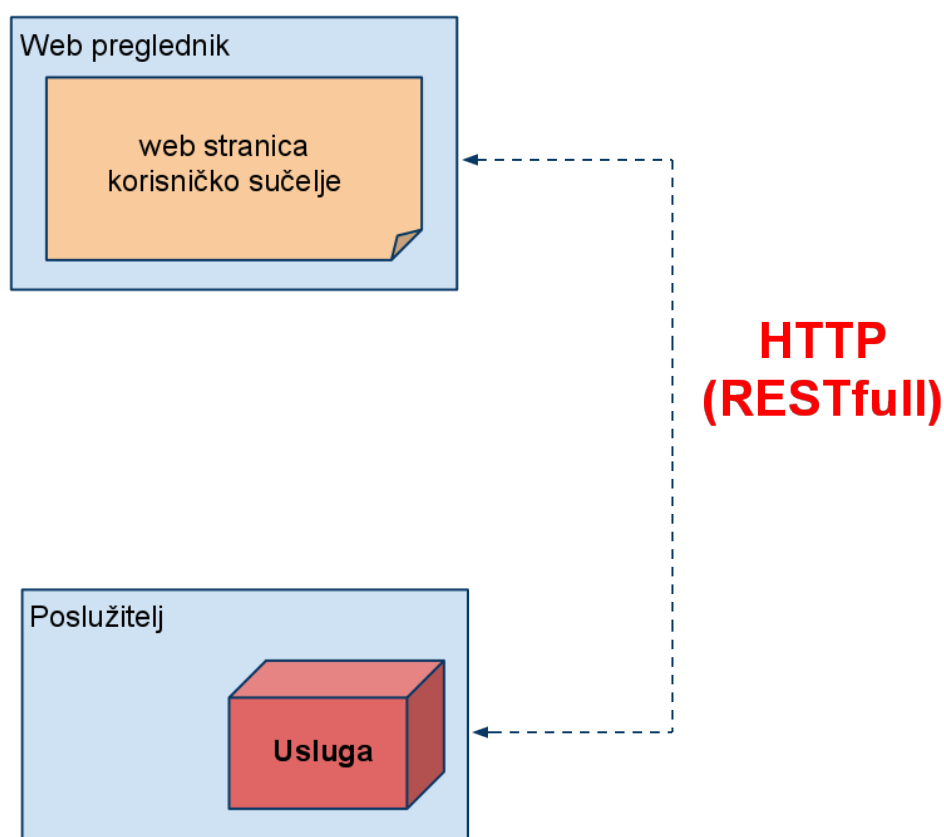 Web preglednik
web stranica
korisničko sučelje
HTTP
(RESTfull)
Poslužitelj
Usluga